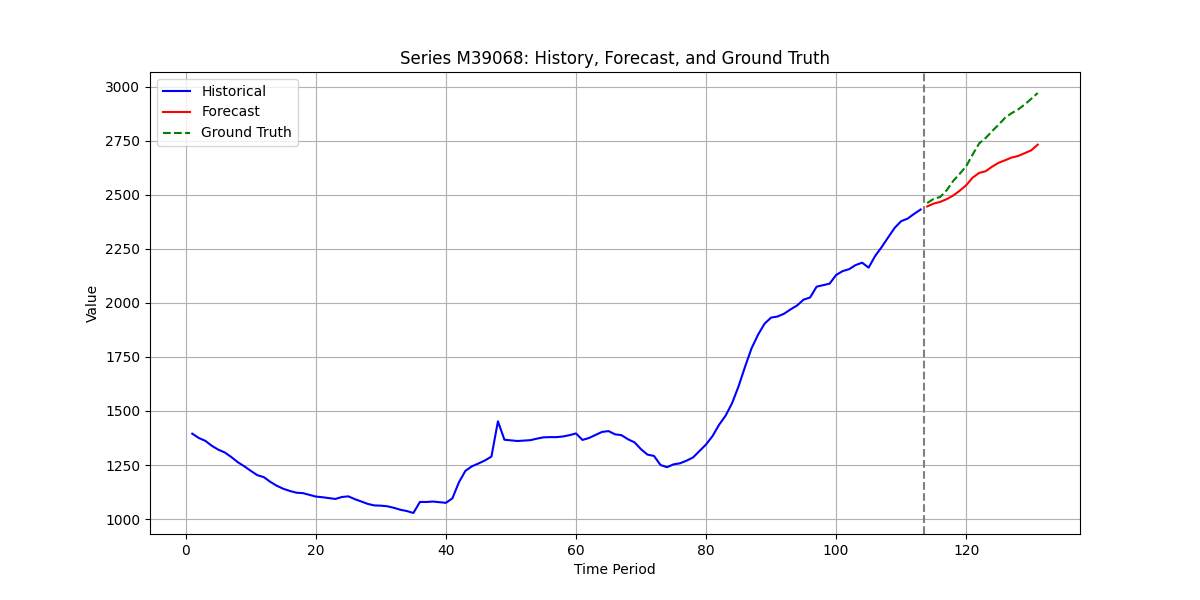 Series M39068: History, Forecast, and Ground Truth
Historical
Forecast
Ground Truth
Value
3000
2750
2500
2250
2000
1750
1500
1250
1000
0 20 40 60 80 100 120
Time Period